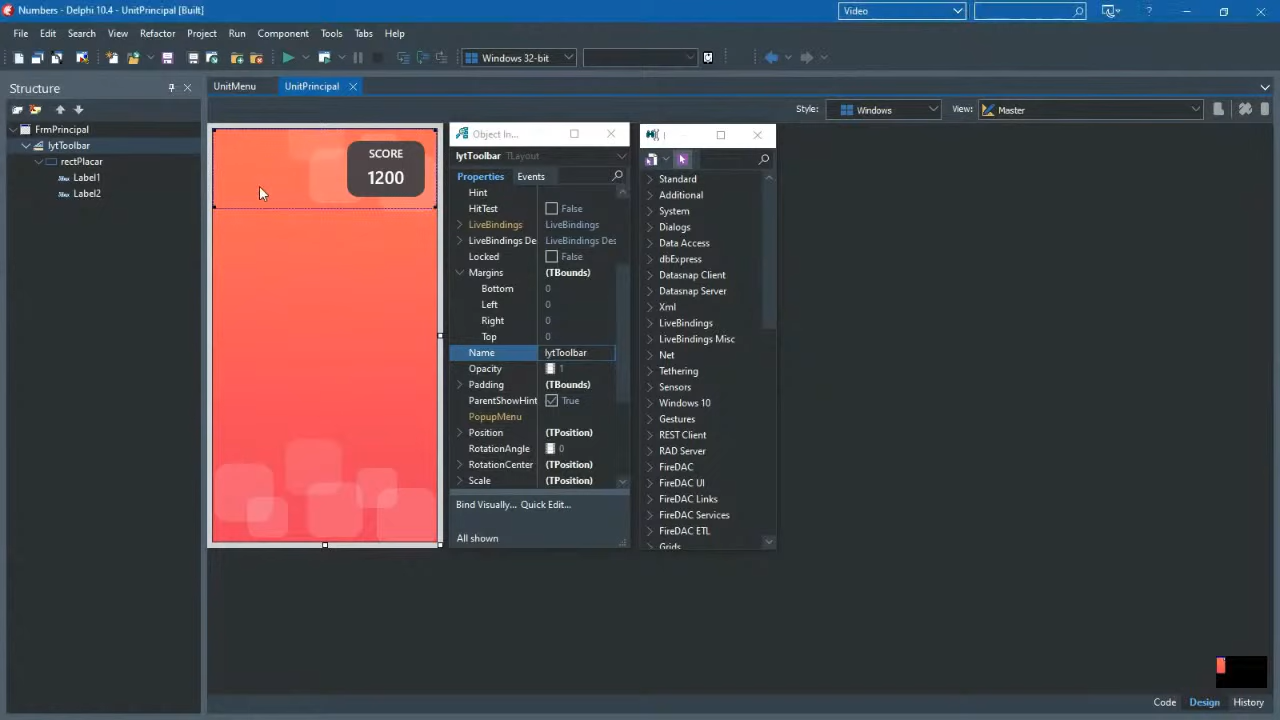 Numbers - Delphi 10.4 - UnitPrincipal [Built]
Video
File Edit Search View Refactor Project Run Component Tools Tabs Help
Windows 32-bit
Structure
UnitMenu UnitPrincipal
Style: Windows View: Master
FrmPrincipal
lytToolbar
rectPlacar
Label1
Label2
SCORE
1200
Object In...
lytToolbar TLayout
Properties Events
Hint
HitTest False
LiveBindings LiveBindings
LiveBindings De LiveBindings Des
Locked False
Margins (TBounds)
Bottom 0
Left 0
Right 0
Top 0
Name lytToolbar
Opacity 1
Padding (TBounds)
ParentShowHint True
PopupMenu
Position (TPosition)
RotationAngle 0
RotationCenter (TPosition)
Scale (TPosition)
Bind Visually... Quick Edit...
All shown
Standard
Additional
System
Dialogs
Data Access
dbExpress
Datasnap Client
Datasnap Server
Xml
LiveBindings
LiveBindings Misc
Net
Tethering
Sensors
Windows 10
Gestures
REST Client
RAD Server
FireDAC
FireDAC UI
FireDAC Links
FireDAC Services
FireDAC ETL
Grids
Code Design History